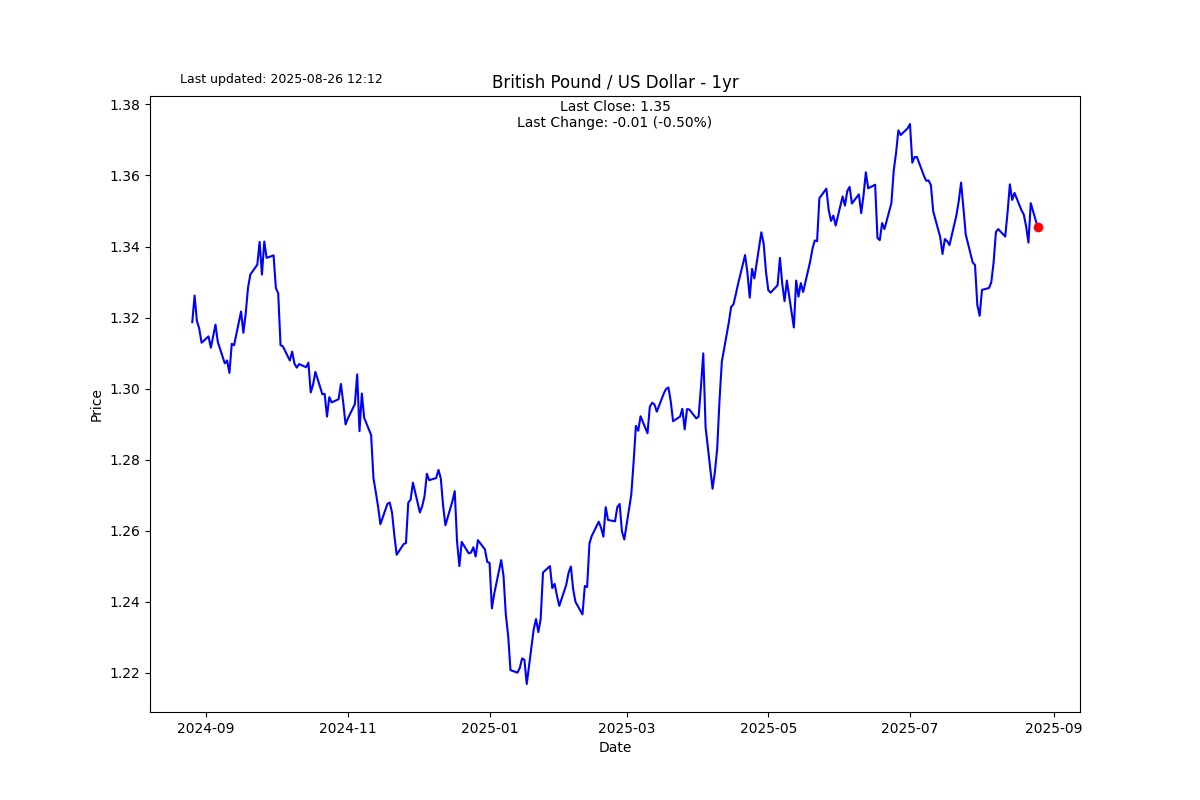 Last updated: 2025-08-26 12:12
British Pound / US Dollar - 1yr
Last Close: 1.35
Last Change: -0.01 (-0.50%)
Price
1.38
1.36
1.34
1.32
1.30
1.28
1.26
1.24
1.22
2024-09 2024-11 2025-01 2025-03 2025-05 2025-07 2025-09
Date